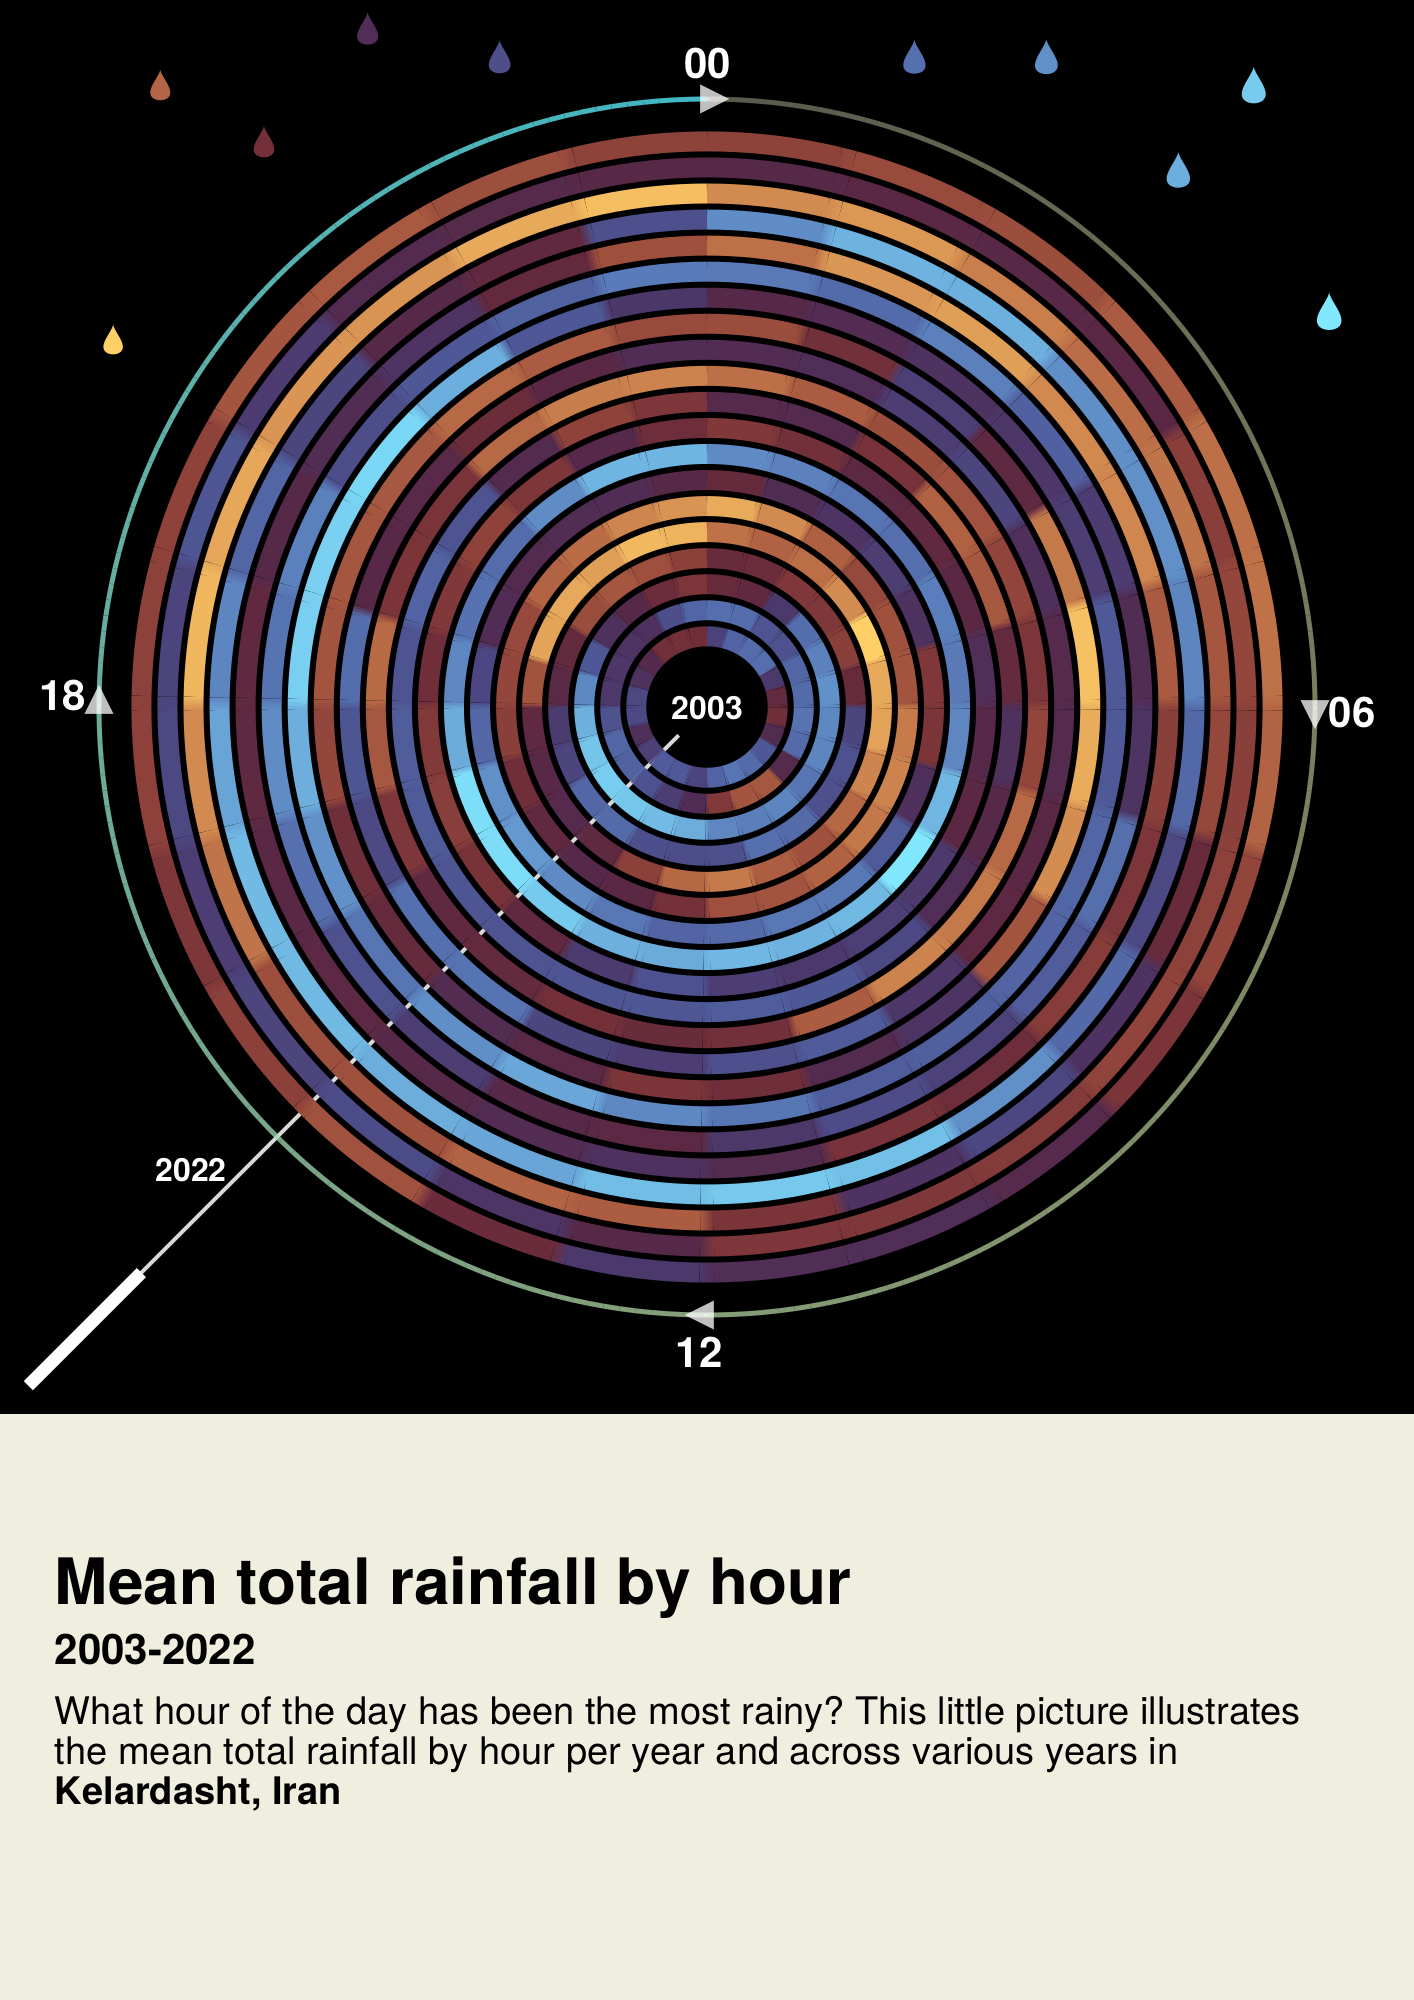 00
2003
18
06
2022
12
Mean total rainfall by hour
2003-2022
What hour of the day has been the most rainy? This little picture illustrates
the mean total rainfall by hour per year and across various years in
Kelardasht, Iran